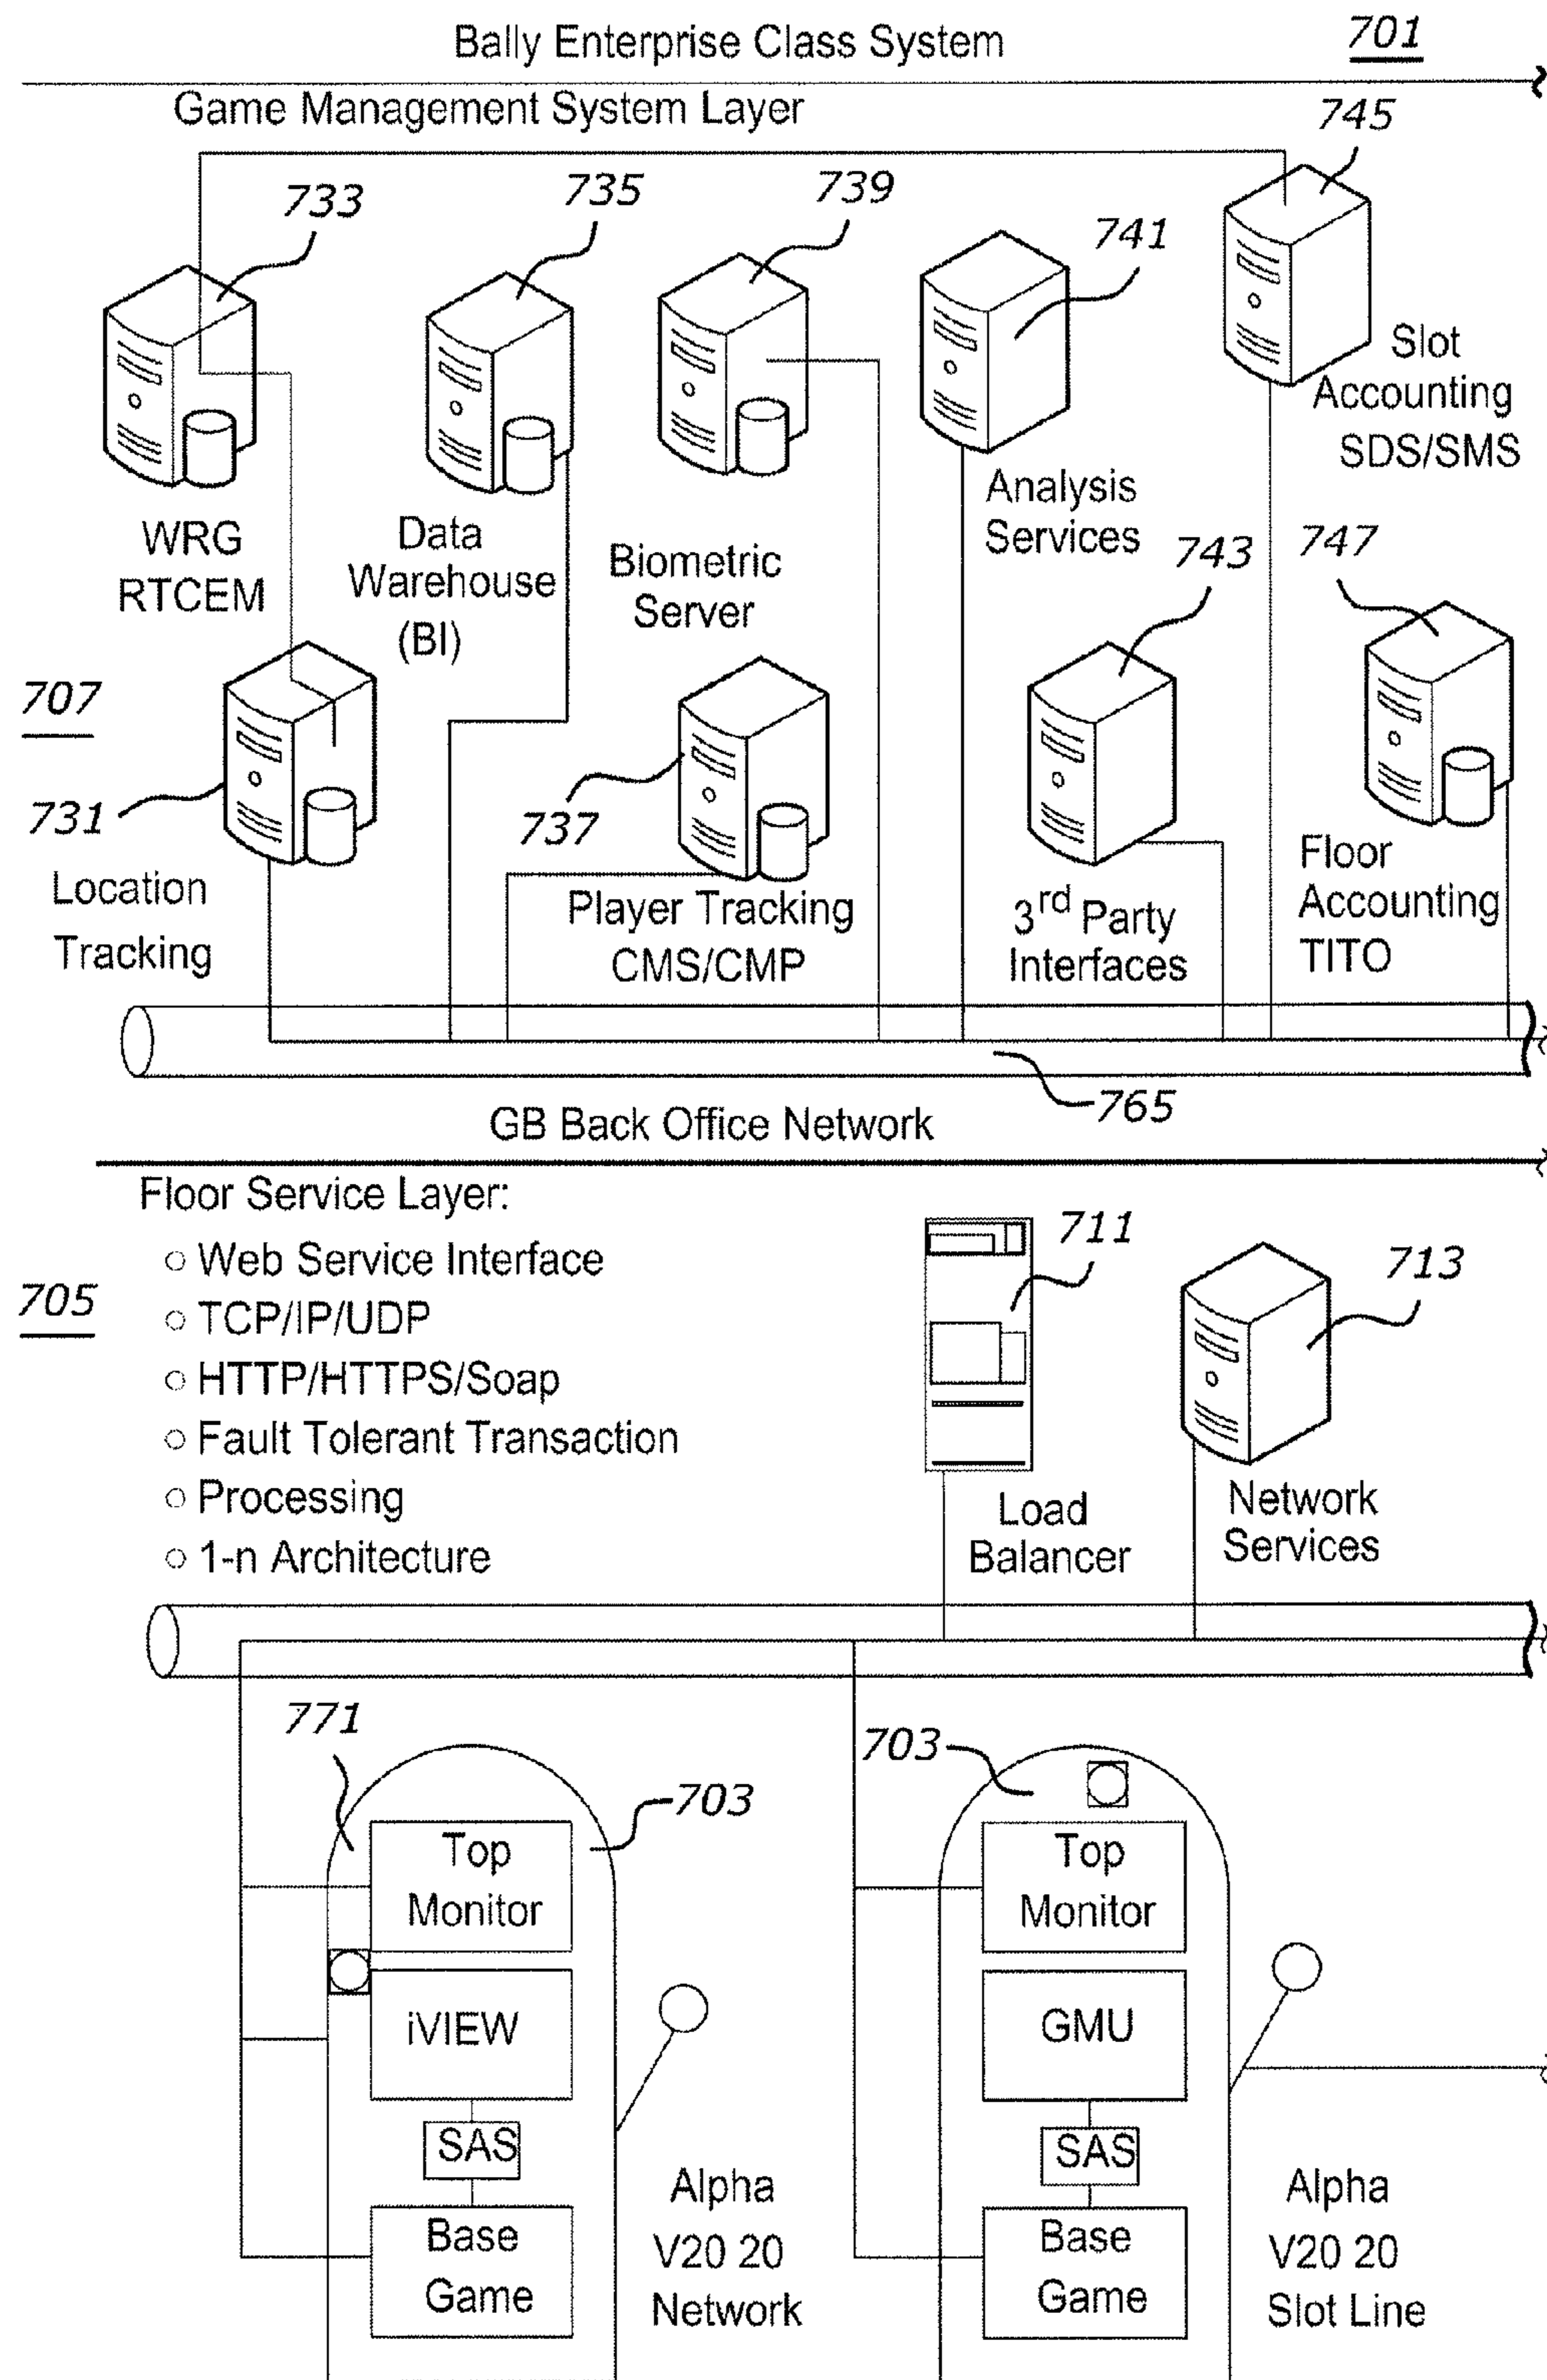 Bally Enterprise Class System
701
Game Management System Layer
745
733
735
739
741
Slot
Accounting
SDS/SMS
WRG
RTCEM
Data
Warehouse
(BI)
Biometric
Server
Analysis
Services
743
747
707
731
737
Location
Tracking
Player Tracking
CMS/CMP
3rd Party
Interfaces
Floor
Accounting
TITO
765
GB Back Office Network
Floor Service Layer:
705
○ Web Service Interface
○ TCP/IP/UDP
○ HTTP/HTTPS/Soap
○ Fault Tolerant Transaction
○ Processing
○ 1-n Architecture
711
713
Load
Balancer
Network
Services
771
703
Top
Monitor
iVIEW
SAS
Base
Game
Alpha
V20 20
Network
703
Top
Monitor
GMU
SAS
Base
Game
Alpha
V20 20
Slot Line